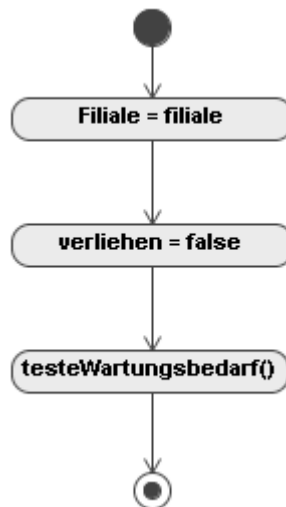 Filiale = filiale
verliehen = false
testeWartungsbedarf()